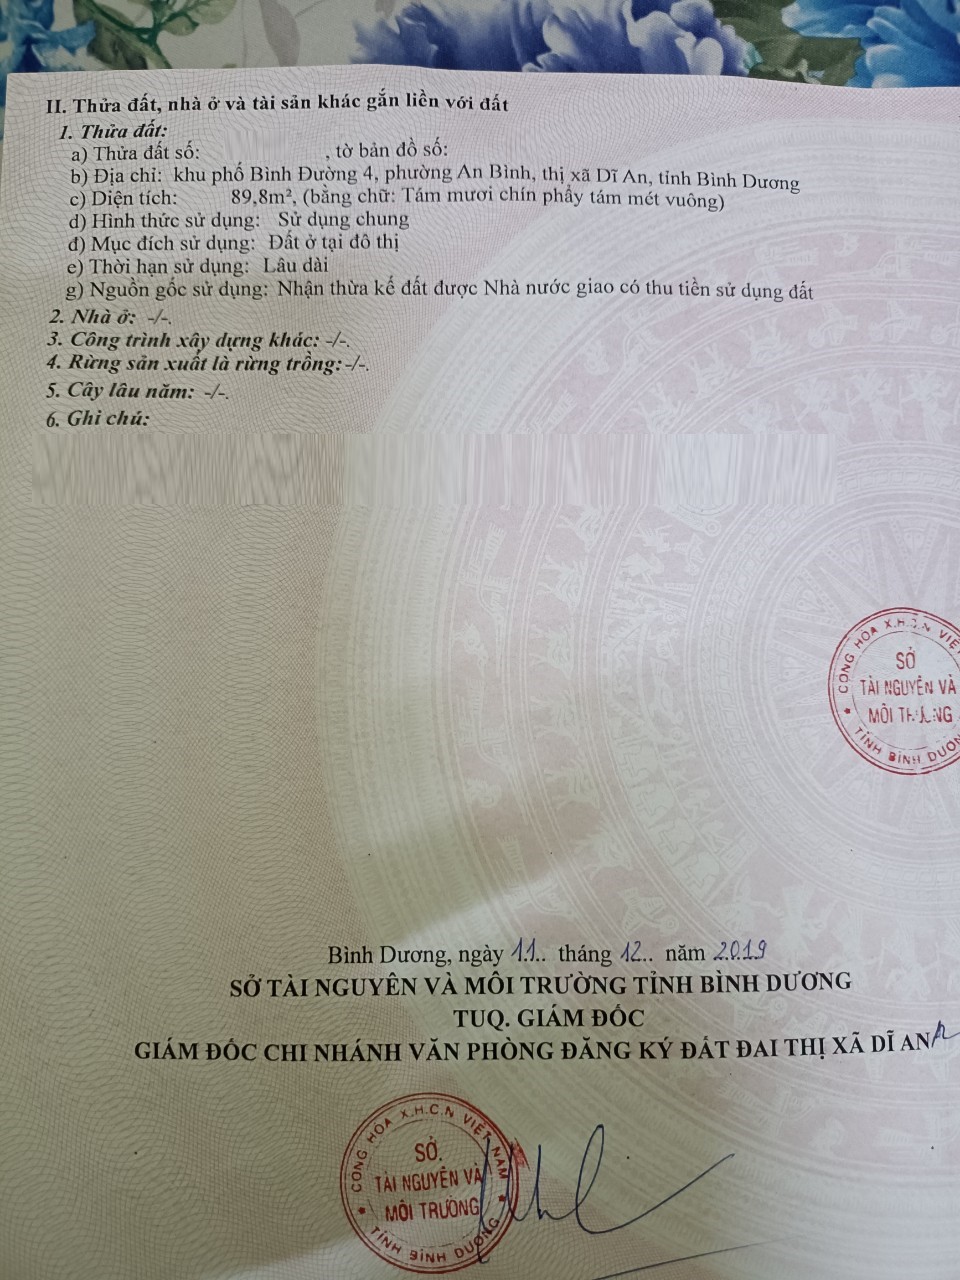 II. Thửa đất, nhà ở và tài sản khác gắn liền với đất
1. Thửa đất:
a) Thửa đất số: , tờ bản đồ số:
b) Địa chỉ: khu phố Bình Đường 4, phường An Bình, thị xã Dĩ An, tỉnh Bình Dương
c) Diện tích: 89,8m², (bằng chữ: Tám mươi chín phẩy tám mét vuông)
d) Hình thức sử dụng: Sử dụng chung
đ) Mục đích sử dụng: Đất ở tại đô thị
e) Thời hạn sử dụng: Lâu dài
g) Nguồn gốc sử dụng: Nhận thừa kế đất được Nhà nước giao có thu tiền sử dụng đất
2. Nhà ở: -/-.
3. Công trình xây dựng khác: -/-.
4. Rừng sản xuất là rừng trồng: -/-.
5. Cây lâu năm: -/-.
6. Ghi chú:
CỘNG HÒA X.H.C.N VIỆ
SỞ
TÀI NGUYÊN VÀ
MÔI
TỈNH BÌNH DƯƠN
Bình Dương, ngày 11.. tháng 12.. năm 2019
SỞ TÀI NGUYÊN VÀ MÔI TRƯỜNG TỈNH BÌNH DƯƠNG
TUQ. GIÁM ĐỐC
GIÁM ĐỐC CHI NHÁNH VĂN PHÒNG ĐĂNG KÝ ĐẤT ĐAI THỊ XÃ DĨ AN
CỘNG HÒA X.H.C.N VIỆT NAM
SỞ
TÀI NGUYÊN VÀ
MÔI TRƯỜNG
TỈNH BÌNH DƯƠNG